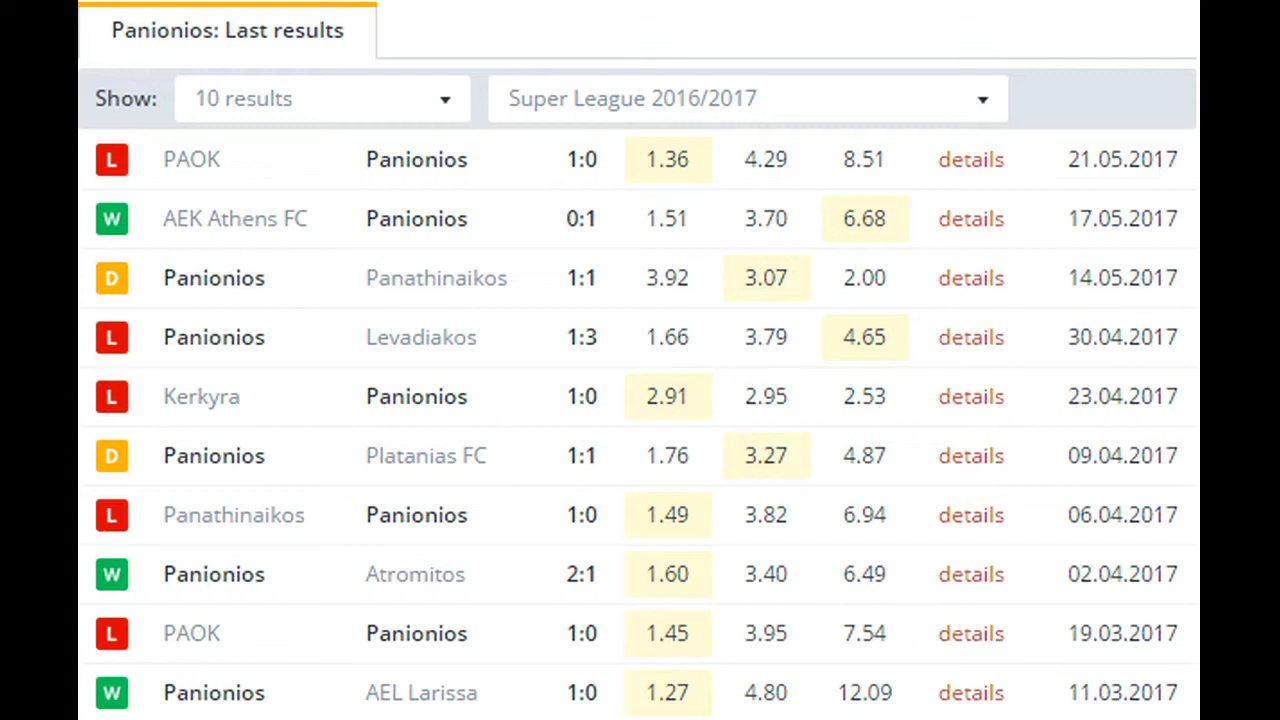 Panionios: Last results
Show: 10 results Super League 2016/2017
L PAOK Panionios 1:0 1.36 4.29 8.51 details 21.05.2017
W AEK Athens FC Panionios 0:1 1.51 3.70 6.68 details 17.05.2017
D Panionios Panathinaikos 1:1 3.92 3.07 2.00 details 14.05.2017
L Panionios Levadiakos 1:3 1.66 3.79 4.65 details 30.04.2017
L Kerkyra Panionios 1:0 2.91 2.95 2.53 details 23.04.2017
D Panionios Platanias FC 1:1 1.76 3.27 4.87 details 09.04.2017
L Panathinaikos Panionios 1:0 1.49 3.82 6.94 details 06.04.2017
W Panionios Atromitos 2:1 1.60 3.40 6.49 details 02.04.2017
L PAOK Panionios 1:0 1.45 3.95 7.54 details 19.03.2017
W Panionios AEL Larissa 1:0 1.27 4.80 12.09 details 11.03.2017